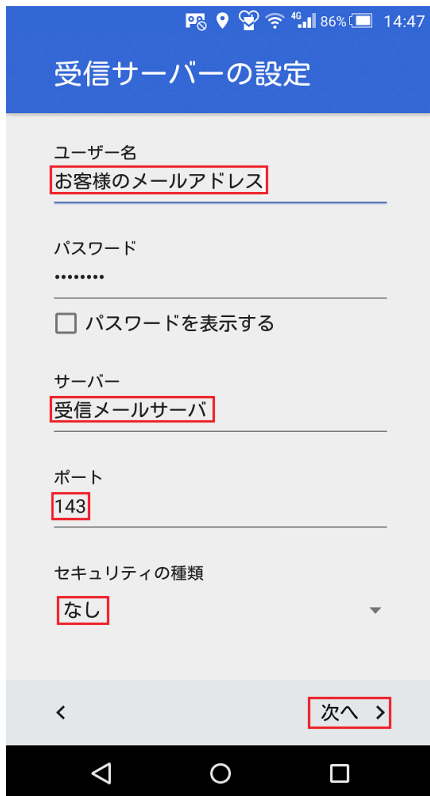 4G 86% 14:47
受信サーバーの設定
ユーザー名
お客様のメールアドレス
パスワード
••••••••
パスワードを表示する
サーバー
受信メールサーバ
ポート
143
セキュリティの種類
なし
次へ